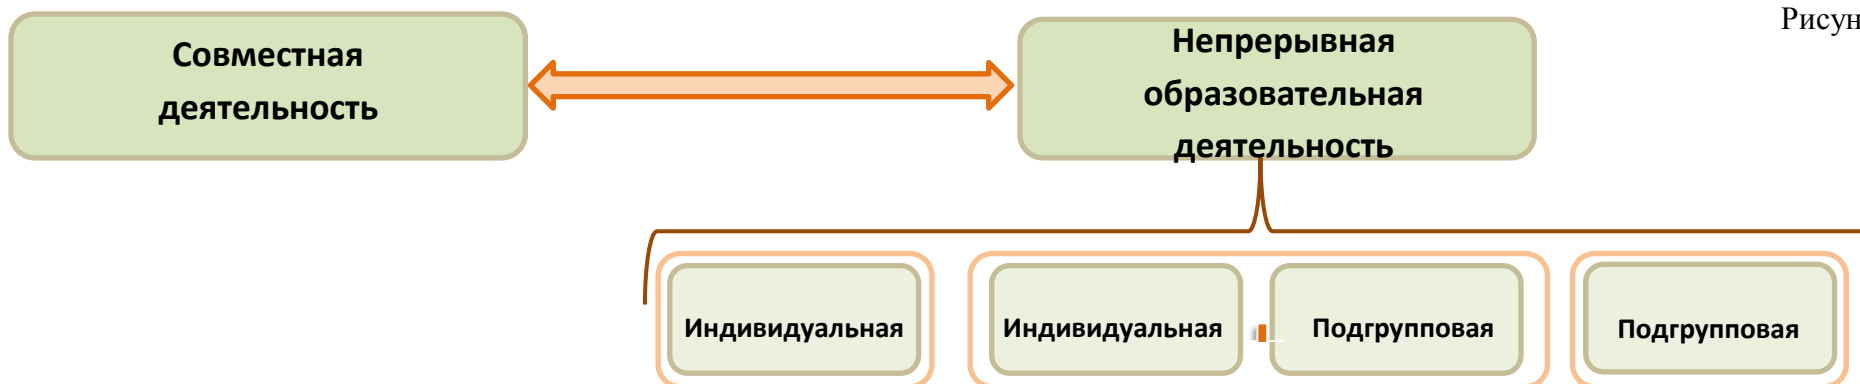 Рисун
Совместная
деятельность
Непрерывная
образовательная
деятельность
Индивидуальная
Индивидуальная
Подгрупповая
Подгрупповая